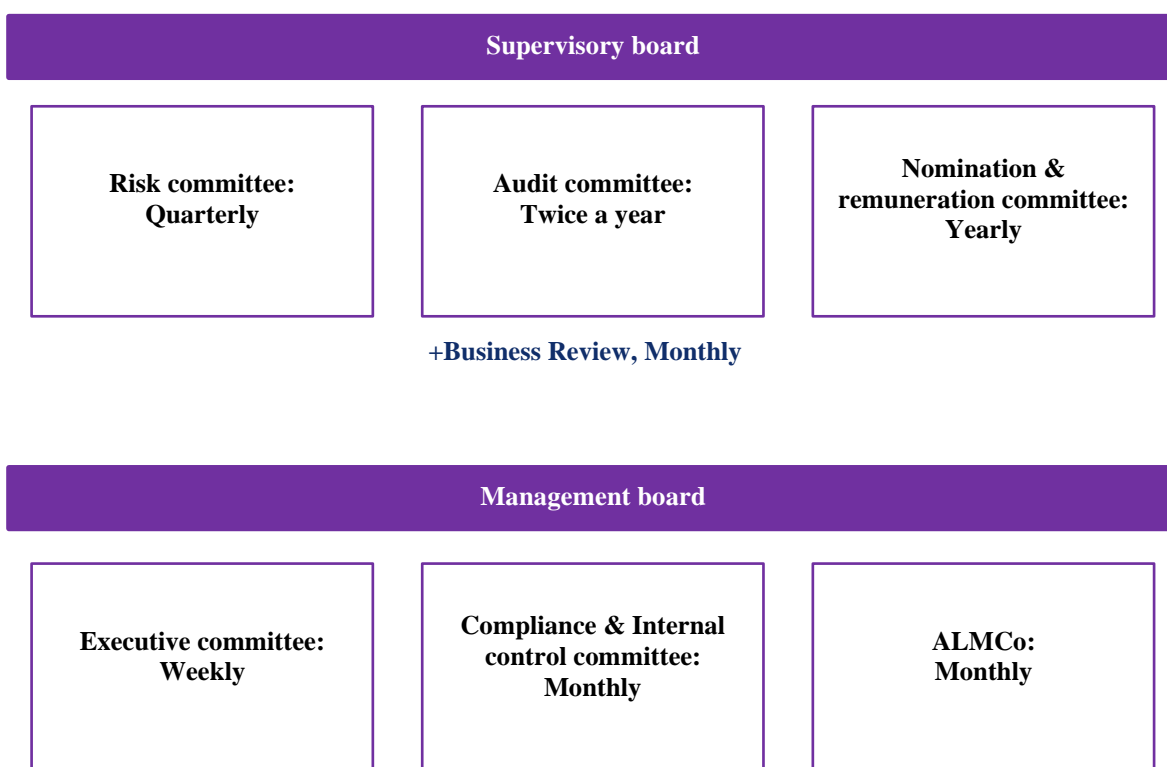 Supervisory board
Risk committee:
Quarterly
Audit committee:
Twice a year
Nomination &
remuneration committee:
Yearly
+Business Review, Monthly
Management board
Executive committee:
Weekly
Compliance & Internal
control committee:
Monthly
ALMCo:
Monthly